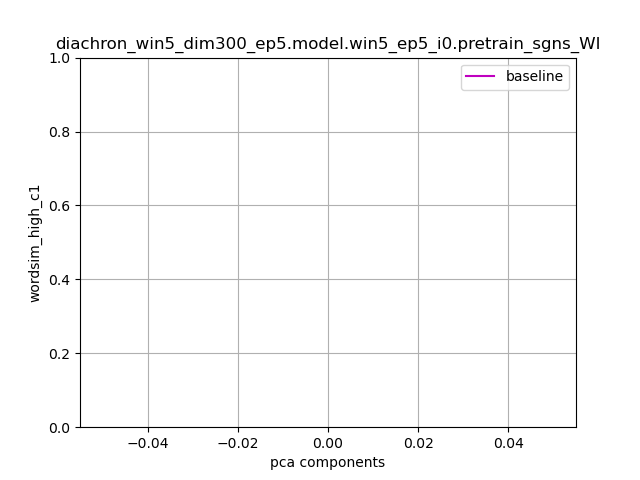 diachron_win5_dim300_ep5.model.win5_ep5_i0.pretrain_sgns_WI
baseline
1.0
0.8
0.6
0.4
0.2
0.0
wordsim_high_c1
−0.04 −0.02 0.00 0.02 0.04
pca components